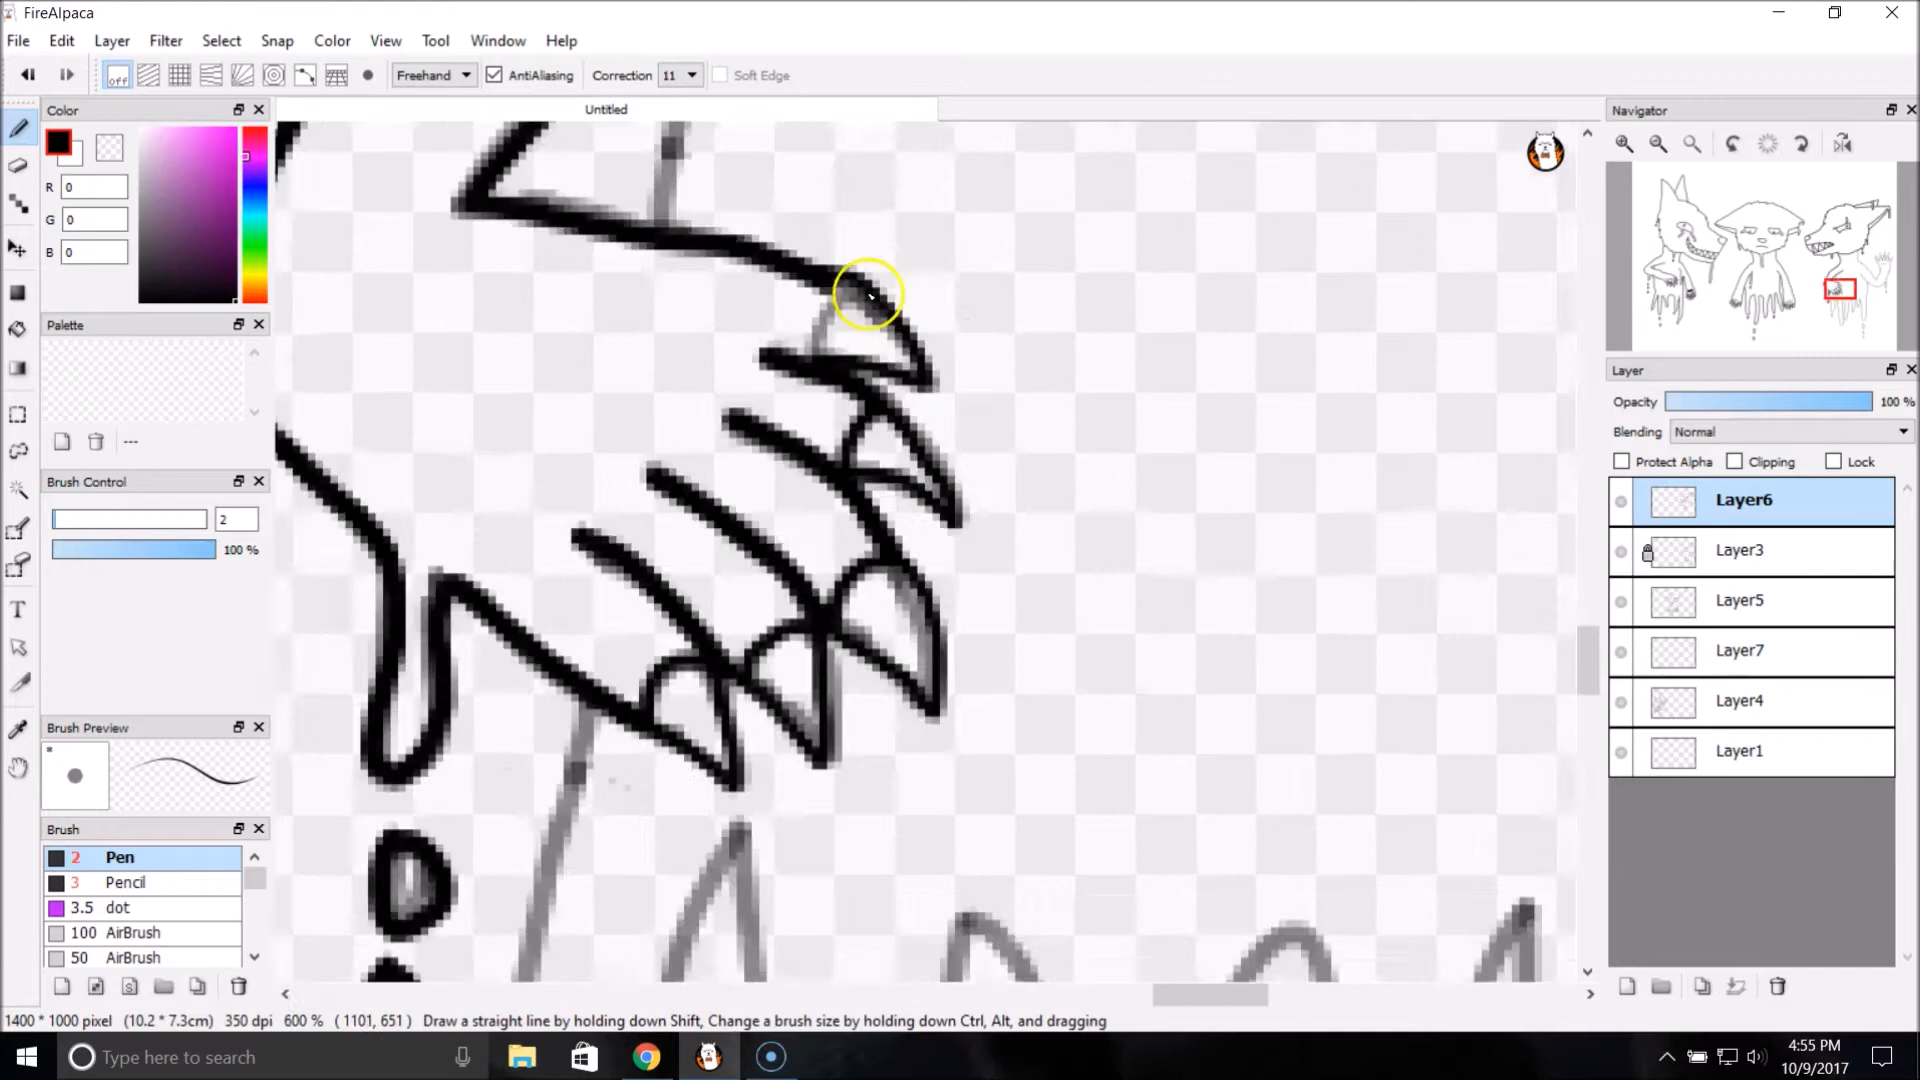 FireAlpaca
File Edit Layer Filter Select Snap Color View Tool Window Help
off Freehand AntiAliasing Correction 11 Soft Edge
Color
Untitled
Navigator
R 0
G 0
B 0
Palette
---
Layer
Opacity 100 %
Blending Normal
Protect Alpha Clipping Lock
Brush Control
2
100 %
Layer6
Layer3
Layer5
Layer7
Layer4
Layer1
Brush Preview
*
Brush
2 Pen
3 Pencil
3.5 dot
100 AirBrush
50 AirBrush
1400 * 1000 pixel (10.2 * 7.3cm) 350 dpi 600 % ( 1101, 651 ) Draw a straight line by holding down Shift, Change a brush size by holding down Ctrl, Alt, and dragging
Type here to search
4:55 PM
10/9/2017